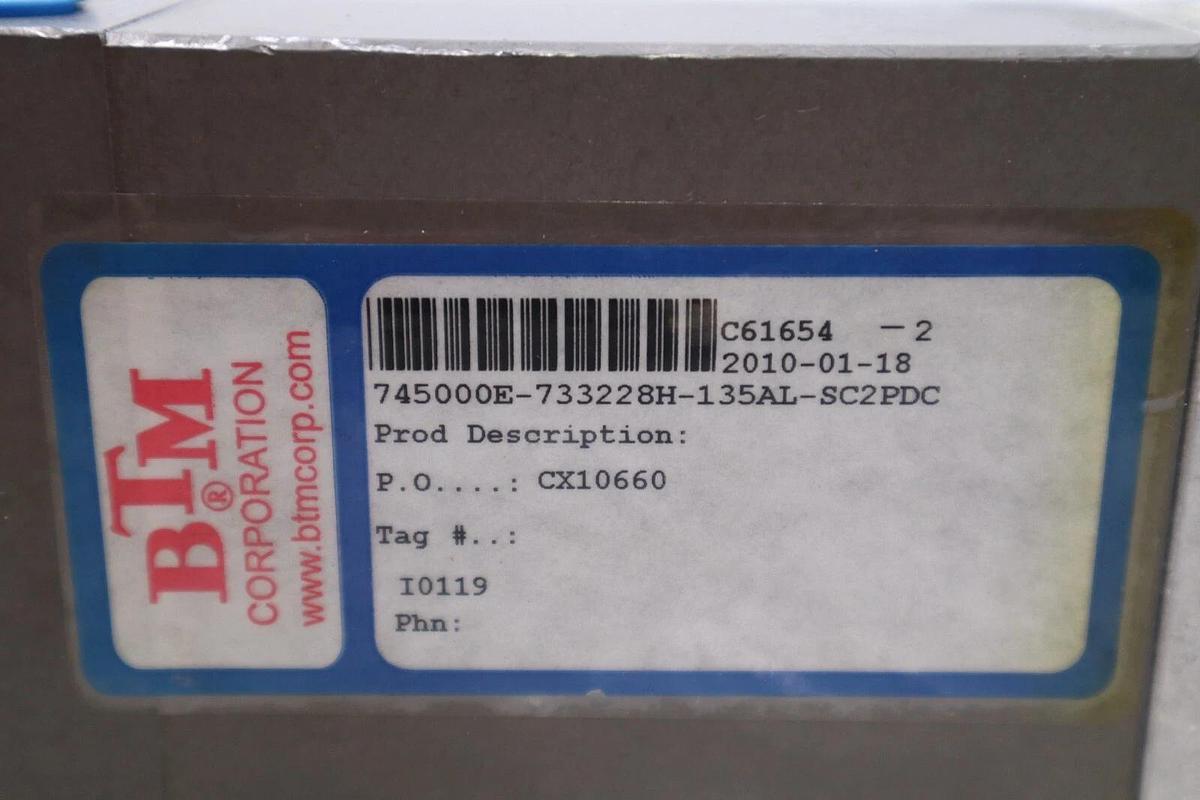 BTM®
CORPORATION
www.btmcorp.com
C61654 -2
2010-01-18
745000E-733228H-135AL-SC2PDC
Prod Description:
P.O....: CX10660
Tag #..:
I0119
Phn: